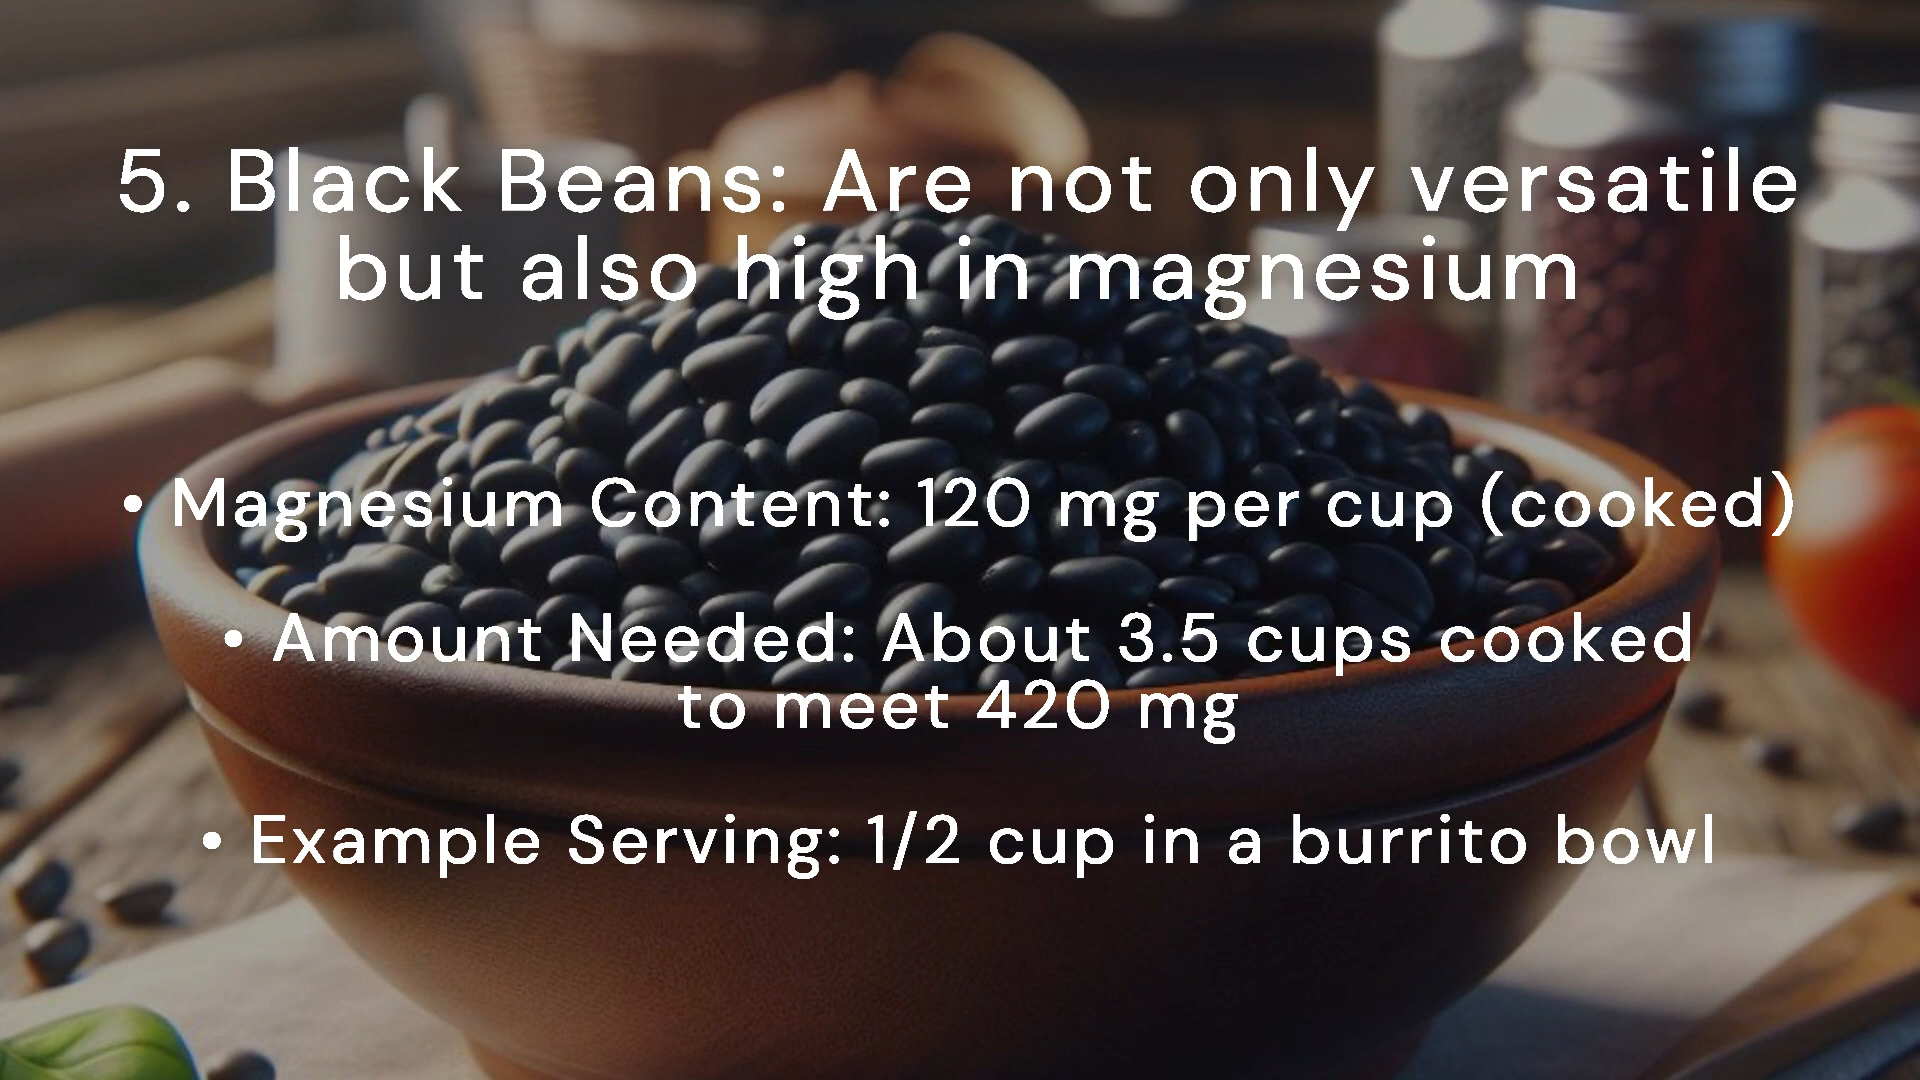 5. Black Beans: Are not only versatile
but also high in magnesium
• Magnesium Content: 120 mg per cup (cooked)
• Amount Needed: About 3.5 cups cooked
to meet 420 mg
• Example Serving: 1/2 cup in a burrito bowl